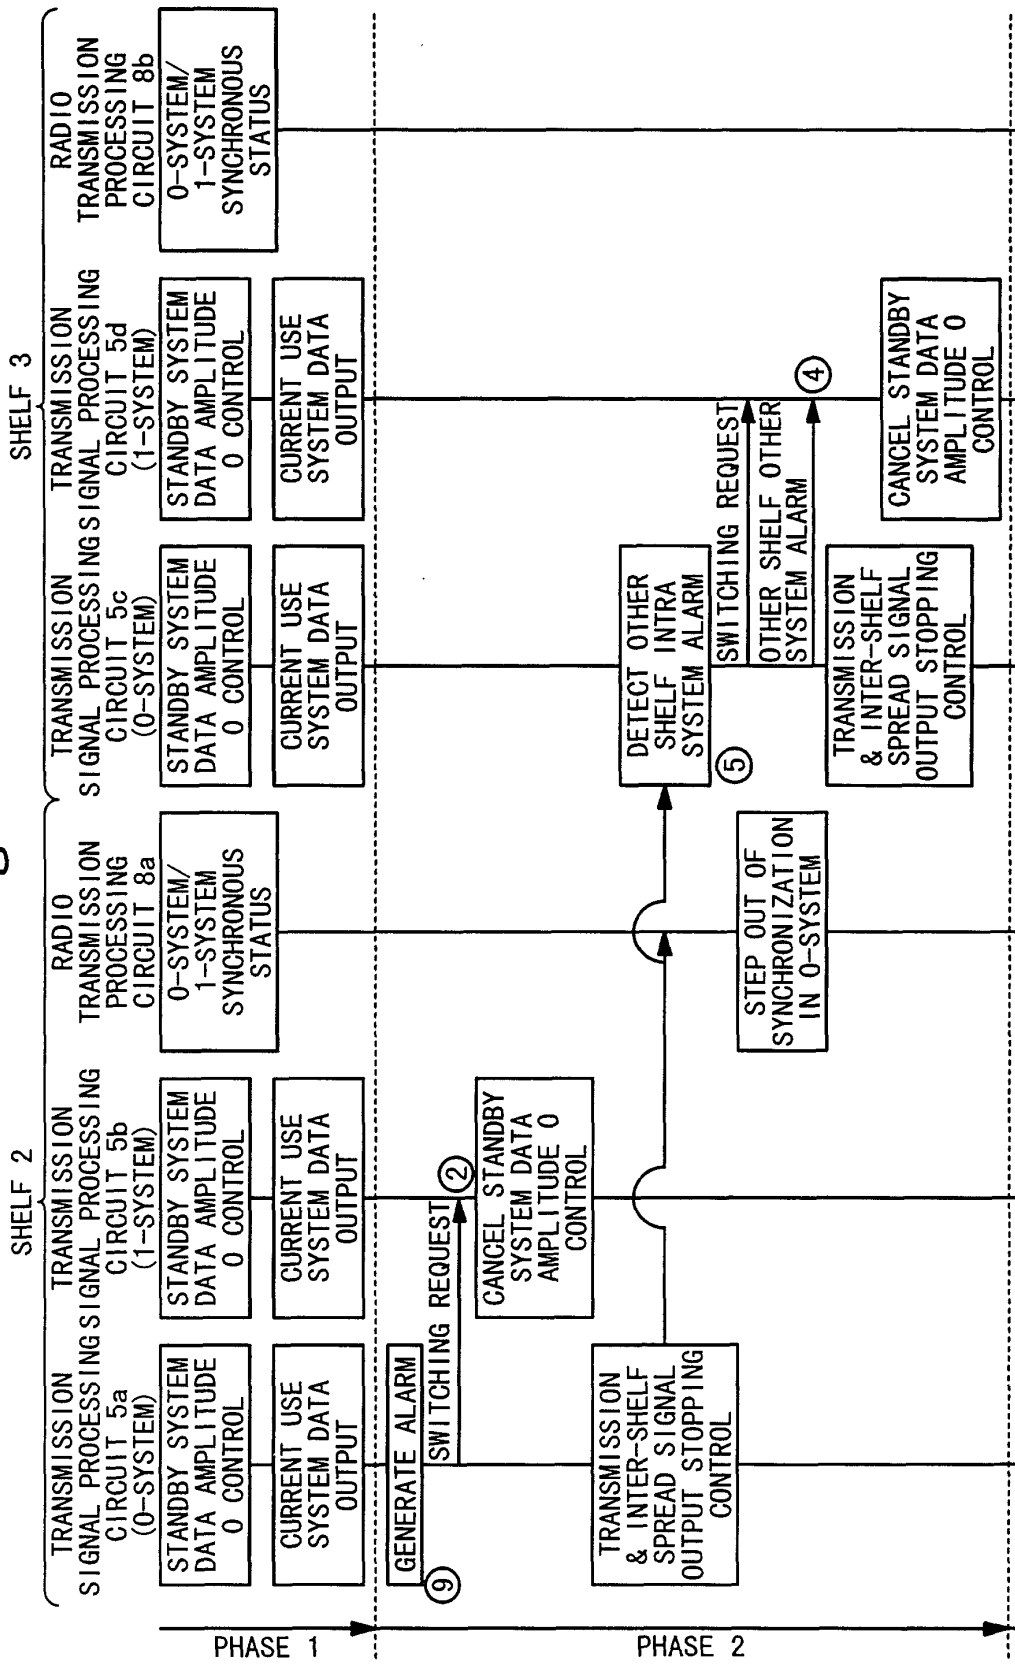 SHELF 2
SHELF 3
TRANSMISSION
SIGNAL PROCESSING
CIRCUIT 5a
(0-SYSTEM)
TRANSMISSION
SIGNAL PROCESSING
CIRCUIT 5b
(1-SYSTEM)
RADIO
TRANSMISSION
PROCESSING
CIRCUIT 8a
TRANSMISSION
SIGNAL PROCESSING
CIRCUIT 5c
(0-SYSTEM)
TRANSMISSION
SIGNAL PROCESSING
CIRCUIT 5d
(1-SYSTEM)
RADIO
TRANSMISSION
PROCESSING
CIRCUIT 8b
PHASE 1
STANDBY SYSTEM
DATA AMPLITUDE
0 CONTROL
STANDBY SYSTEM
DATA AMPLITUDE
0 CONTROL
0-SYSTEM/
1-SYSTEM
SYNCHRONOUS
STATUS
STANDBY SYSTEM
DATA AMPLITUDE
0 CONTROL
STANDBY SYSTEM
DATA AMPLITUDE
0 CONTROL
0-SYSTEM/
1-SYSTEM
SYNCHRONOUS
STATUS
CURRENT USE
SYSTEM DATA
OUTPUT
CURRENT USE
SYSTEM DATA
OUTPUT
CURRENT USE
SYSTEM DATA
OUTPUT
CURRENT USE
SYSTEM DATA
OUTPUT
PHASE 2
GENERATE ALARM
⑨
SWITCHING REQUEST
②
CANCEL STANDBY
SYSTEM DATA
AMPLITUDE 0
CONTROL
TRANSMISSION
& INTER-SHELF
SPREAD SIGNAL
OUTPUT STOPPING
CONTROL
DETECT OTHER
SHELF INTRA
SYSTEM ALARM
⑤
STEP OUT OF
SYNCHRONIZATION
IN 0-SYSTEM
SWITCHING REQUEST
OTHER SHELF OTHER
SYSTEM ALARM
④
TRANSMISSION
& INTER-SHELF
SPREAD SIGNAL
OUTPUT STOPPING
CONTROL
CANCEL STANDBY
SYSTEM DATA
AMPLITUDE 0
CONTROL